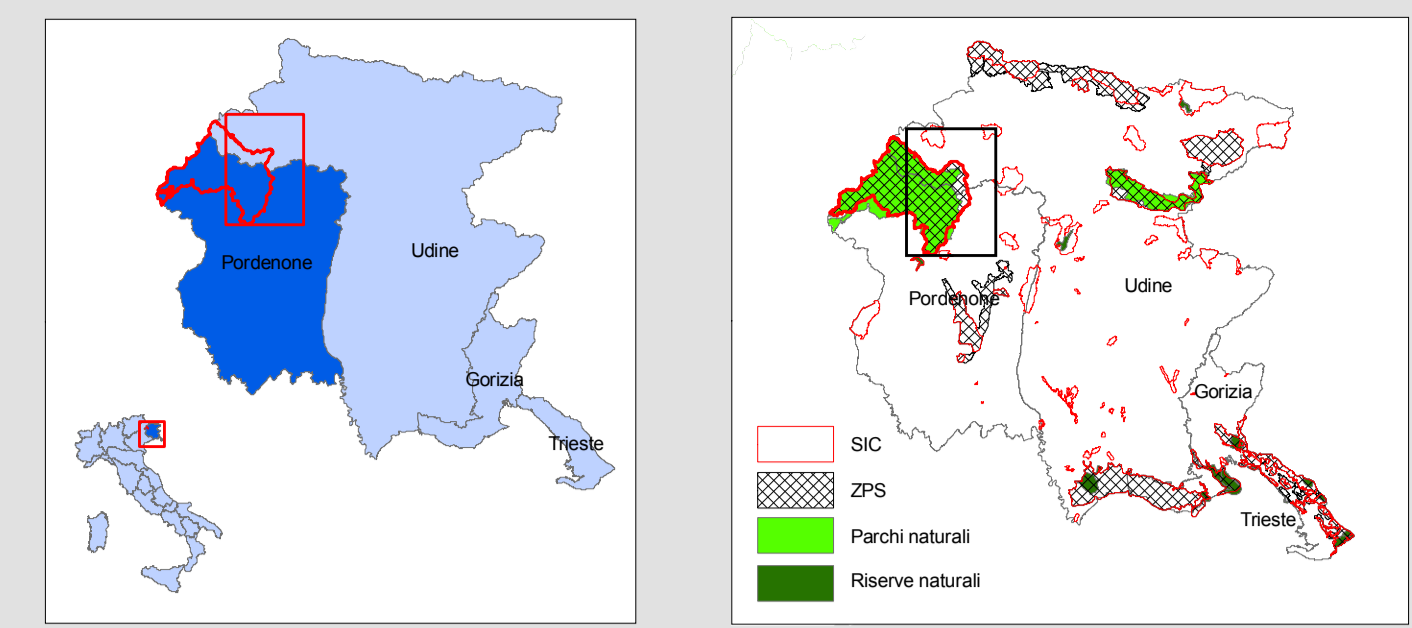 Udine
Pordenone
Gorizia
Trieste
Udine
Pordenone
Gorizia
SIC
ZPS
Trieste
Parchi naturali
Riserve naturali